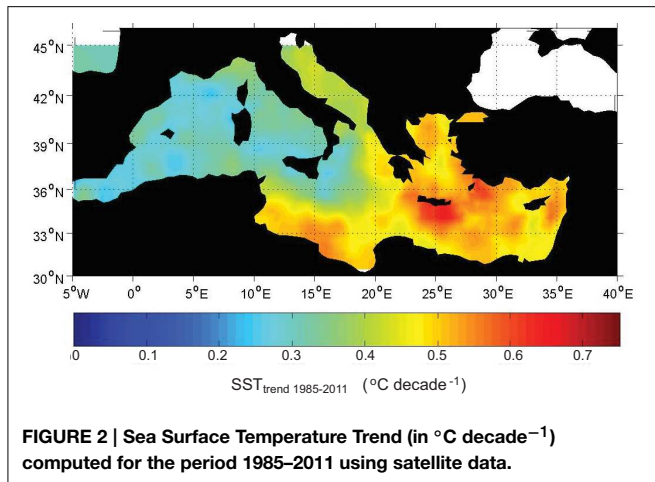 45°N
42°N
39°N
36°N
33°N
30°N
5°W 0° 5°E 10°E 15°E 20°E 25°E 30°E 35°E 40°E
0 0.1 0.2 0.3 0.4 0.5 0.6 0.7
SST trend 1985-2011 (°C decade⁻¹)
FIGURE 2 | Sea Surface Temperature Trend (in °C decade⁻¹)
computed for the period 1985–2011 using satellite data.